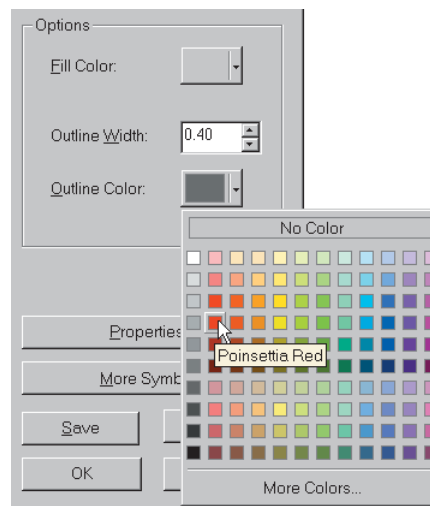 Options
Fill Color:
Outline Width:
0.40
Outline Color:
No Color
Properties
Poinsettia Red
More Symb
Save
OK
More Colors...